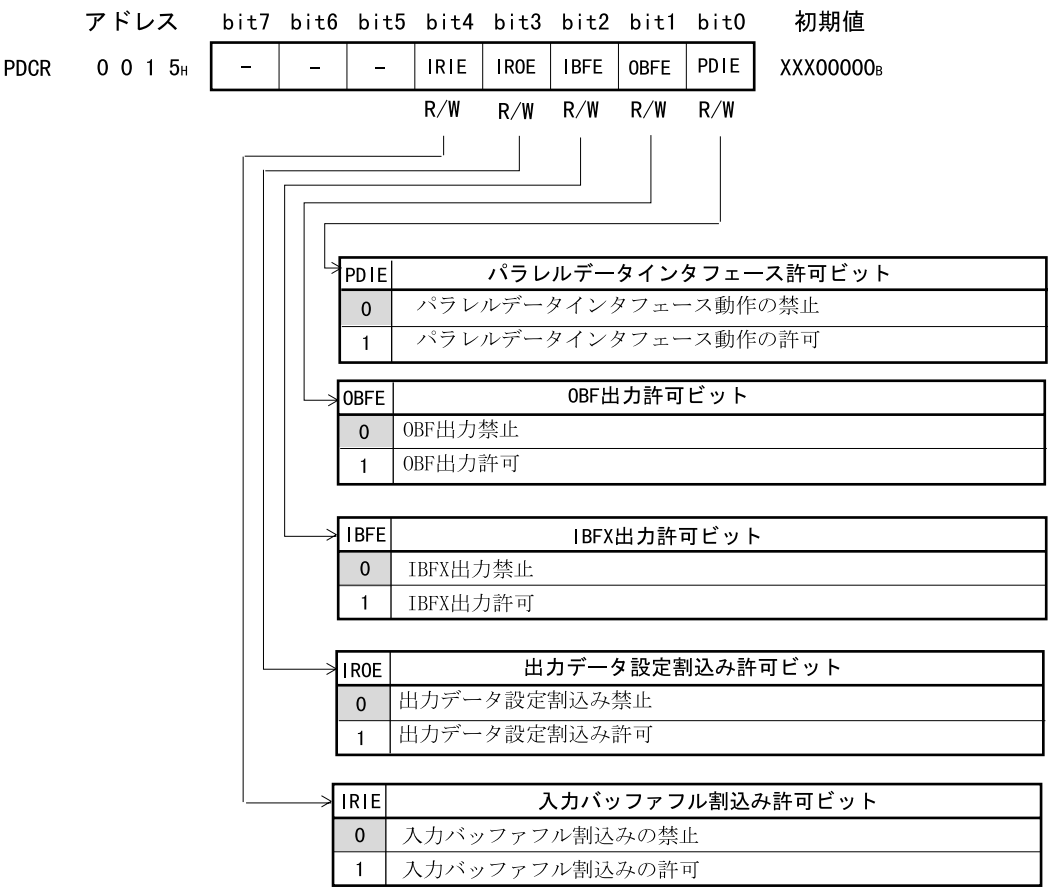 アドレス bit7 bit6 bit5 bit4 bit3 bit2 bit1 bit0 初期値
PDCR 0 0 1 5H - - - IRIE IROE IBFE OBFE PDIE XXX00000B
R/W R/W R/W R/W R/W
PDIE パラレルデータインタフェース許可ビット
0 パラレルデータインタフェース動作の禁止
1 パラレルデータインタフェース動作の許可
OBFE OBF出力許可ビット
0 OBF出力禁止
1 OBF出力許可
IBFE IBFX出力許可ビット
0 IBFX出力禁止
1 IBFX出力許可
IROE 出力データ設定割込み許可ビット
0 出力データ設定割込み禁止
1 出力データ設定割込み許可
IRIE 入力バッファフル割込み許可ビット
0 入力バッファフル割込みの禁止
1 入力バッファフル割込みの許可